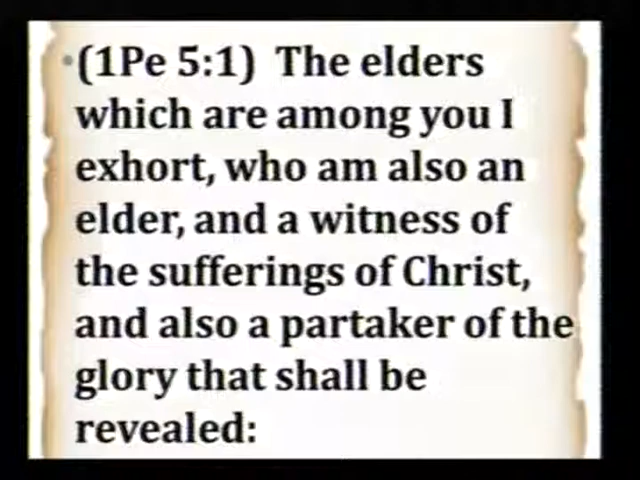 •(1Pe 5:1)  The elders
which are among you I
exhort, who am also an
elder, and a witness of
the sufferings of Christ,
and also a partaker of the
glory that shall be
revealed: